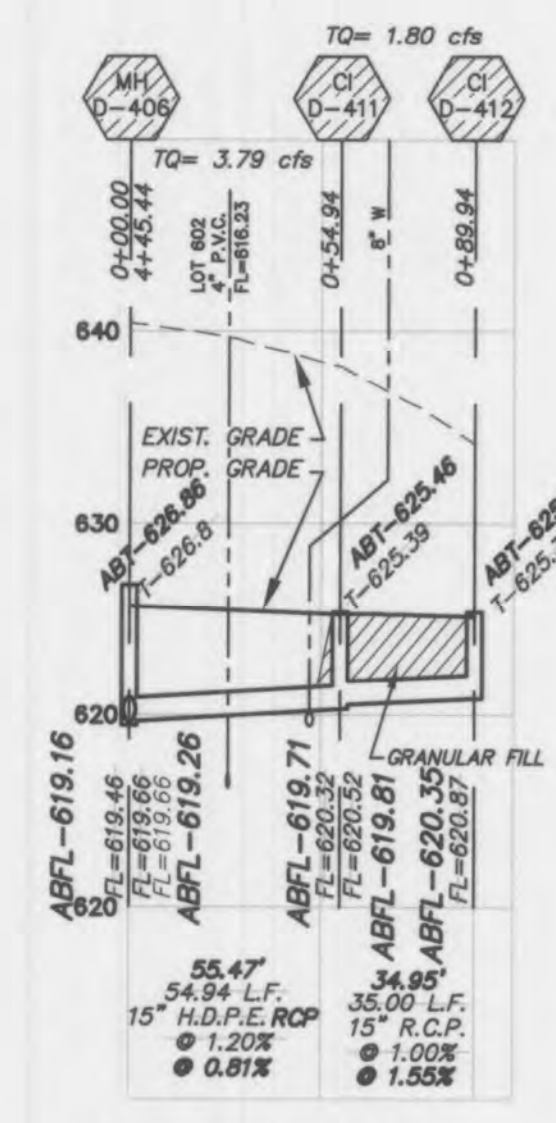 TQ= 1.80 cfs
MH
D-406
CI
D-411
CI
D-412
TQ= 3.79 cfs
0+00.00
4+45.44
LOT 602
4" P.V.C.
FL=616.23
0+54.94
8" W
0+89.94
640
EXIST. GRADE
PROP. GRADE
630
ABT-626.86
T-626.8
ABT-625.46
T-625.39
ABT-625
T-625.
620
GRANULAR FILL
ABFL-619.16
FL=619.46
FL=619.66
FL=619.66
ABFL-619.26
ABFL-619.71
FL=620.32
FL=620.52
ABFL-619.81
ABFL-620.35
FL=620.87
620
55.47'
54.94 L.F.
15" H.D.P.E. RCP
@ 1.20%
@ 0.81%
34.95'
35.00 L.F.
15" R.C.P.
@ 1.00%
@ 1.55%